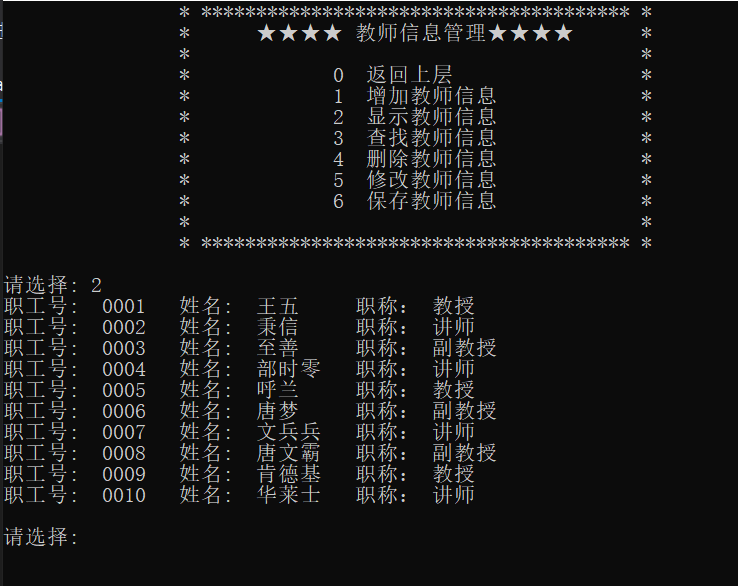 * *************************************** *
* ★★★★ 教师信息管理★★★★ *
* *
* 0 返回上层 *
* 1 增加教师信息 *
* 2 显示教师信息 *
* 3 查找教师信息 *
* 4 删除教师信息 *
* 5 修改教师信息 *
* 6 保存教师信息 *
* *
* *************************************** *
请选择: 2
职工号: 0001 姓名: 王五 职称: 教授
职工号: 0002 姓名: 秉信 职称: 讲师
职工号: 0003 姓名: 至善 职称: 副教授
职工号: 0004 姓名: 部时零 职称: 讲师
职工号: 0005 姓名: 呼兰 职称: 教授
职工号: 0006 姓名: 唐梦 职称: 副教授
职工号: 0007 姓名: 文兵兵 职称: 讲师
职工号: 0008 姓名: 唐文霸 职称: 副教授
职工号: 0009 姓名: 肯德基 职称: 教授
职工号: 0010 姓名: 华莱士 职称: 讲师
请选择: